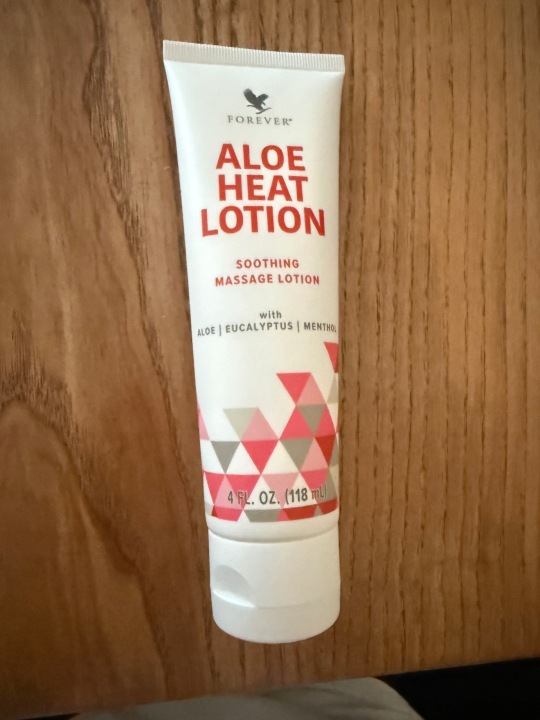 FOREVER®
ALOE
HEAT
LOTION
SOOTHING
MASSAGE LOTION
with
ALOE | EUCALYPTUS | MENTHOL
4 FL. OZ. (118 mL)